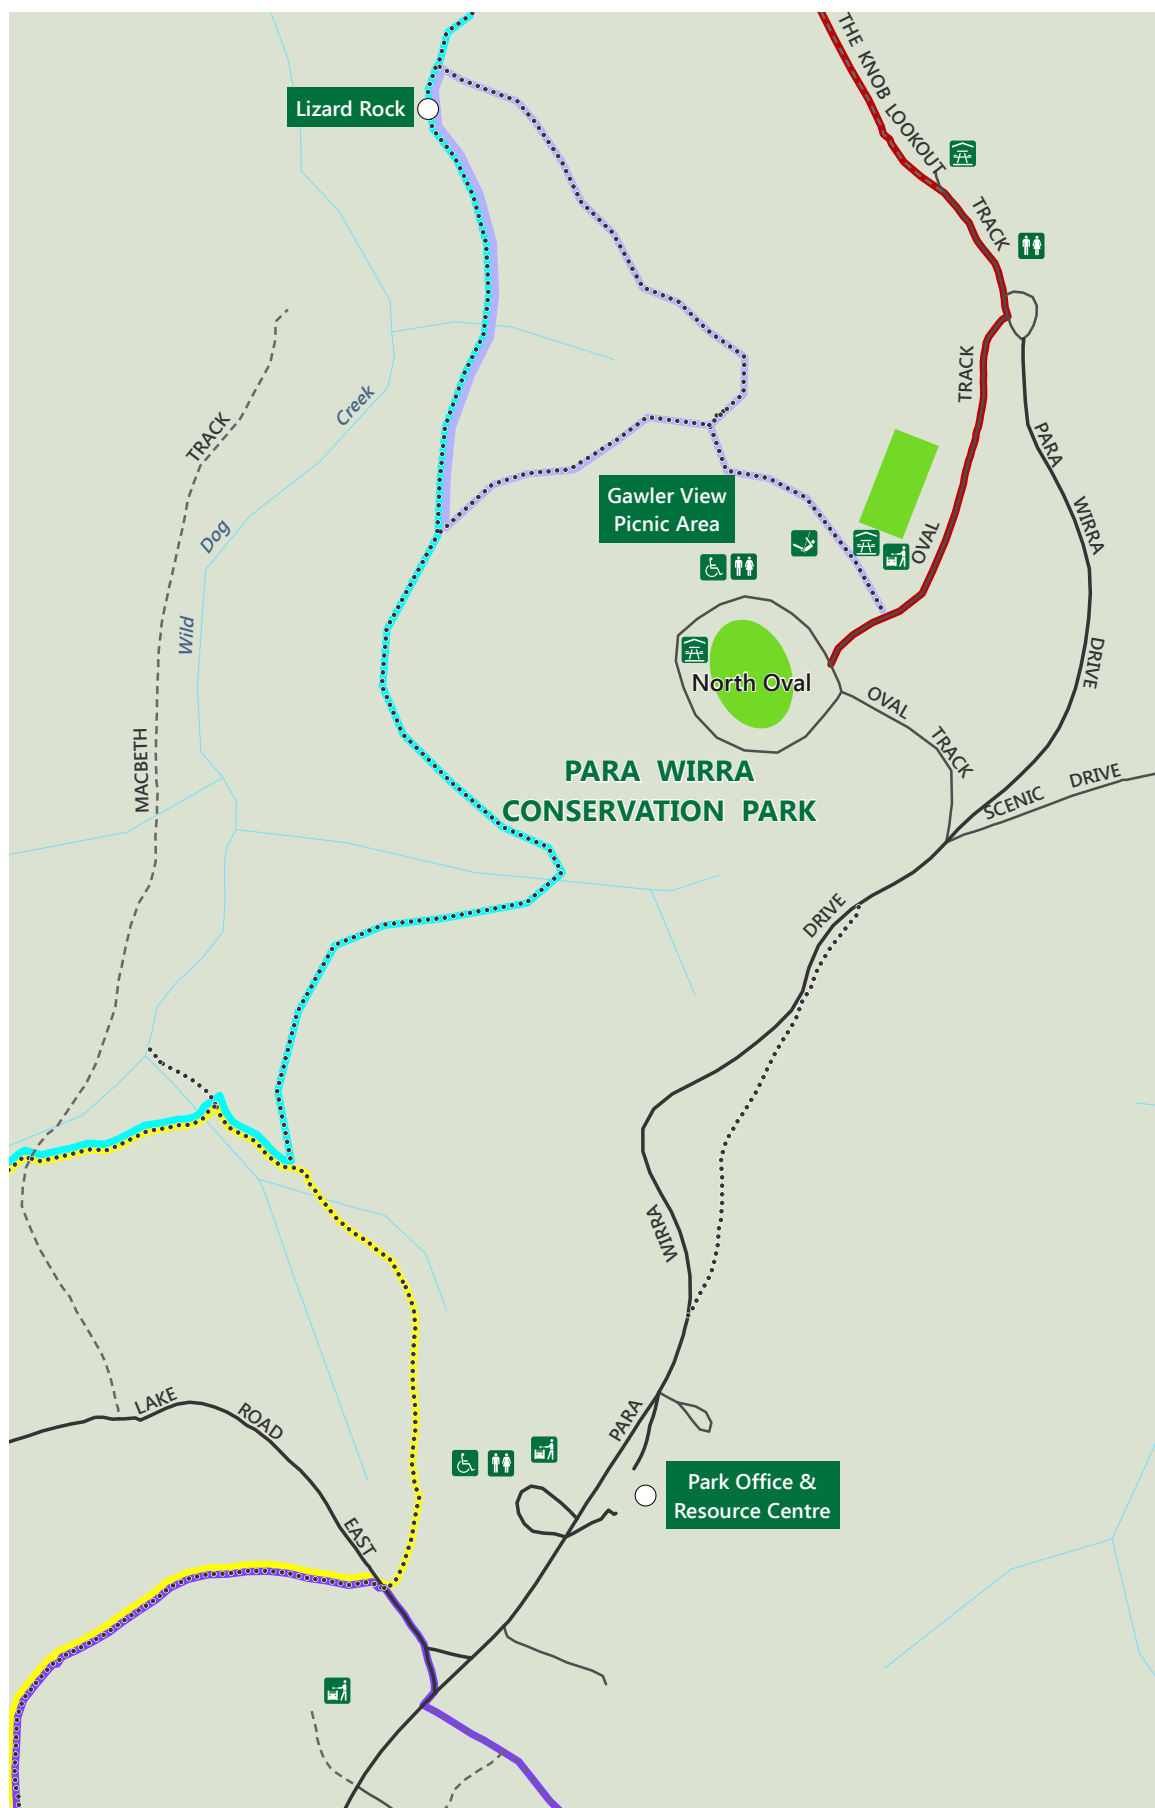 THE KNOB LOOKOUT
TRACK
Lizard Rock
TRACK
Creek
TRACK
PARA
Gawler View
Picnic Area
WIRRA
Dog
OVAL
Wild
DRIVE
North Oval
OVAL
TRACK
MACBETH
PARA WIRRA
CONSERVATION PARK
SCENIC DRIVE
DRIVE
WIRRA
LAKE
ROAD
PARA
EAST
Park Office &
Resource Centre